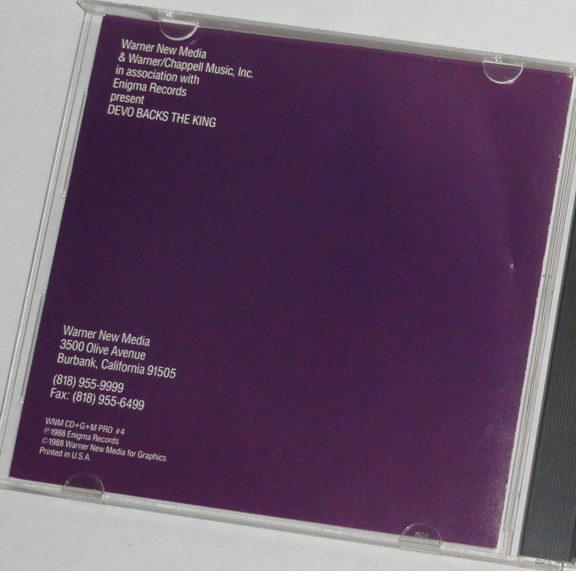 Warner New Media
& Warner/Chappell Music, Inc.
in association with
Enigma Records
present
DEVO BACKS THE KING
Warner New Media
3500 Olive Avenue
Burbank, California 91505
(818) 955-9999
Fax: (818) 955-6499
WNM CD+G+M PRO #4
℗1988 Enigma Records
©1988 Warner New Media for Graphics.
Printed in U.S.A.